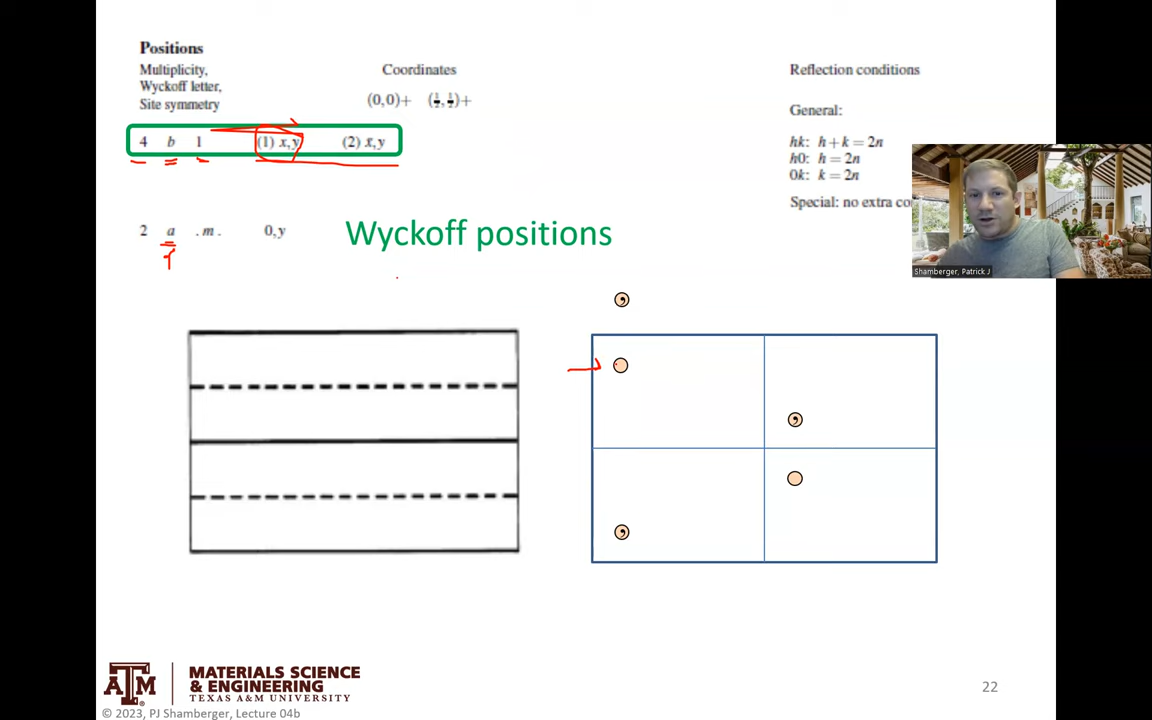 Positions
Multiplicity,
Wyckoff letter,
Site symmetry
Coordinates
(0,0)+ (½,½)+
4 b 1 (1) x,y (2) x̄,y
2 a .m. 0,y
Reflection conditions
General:
hk: h+k=2n
h0: h=2n
0k: k=2n
Special: no extra co
Wyckoff positions
Shamberger, Patrick J
ATM
MATERIALS SCIENCE
& ENGINEERING
TEXAS A&M UNIVERSITY
© 2023, PJ Shamberger, Lecture 04b
22